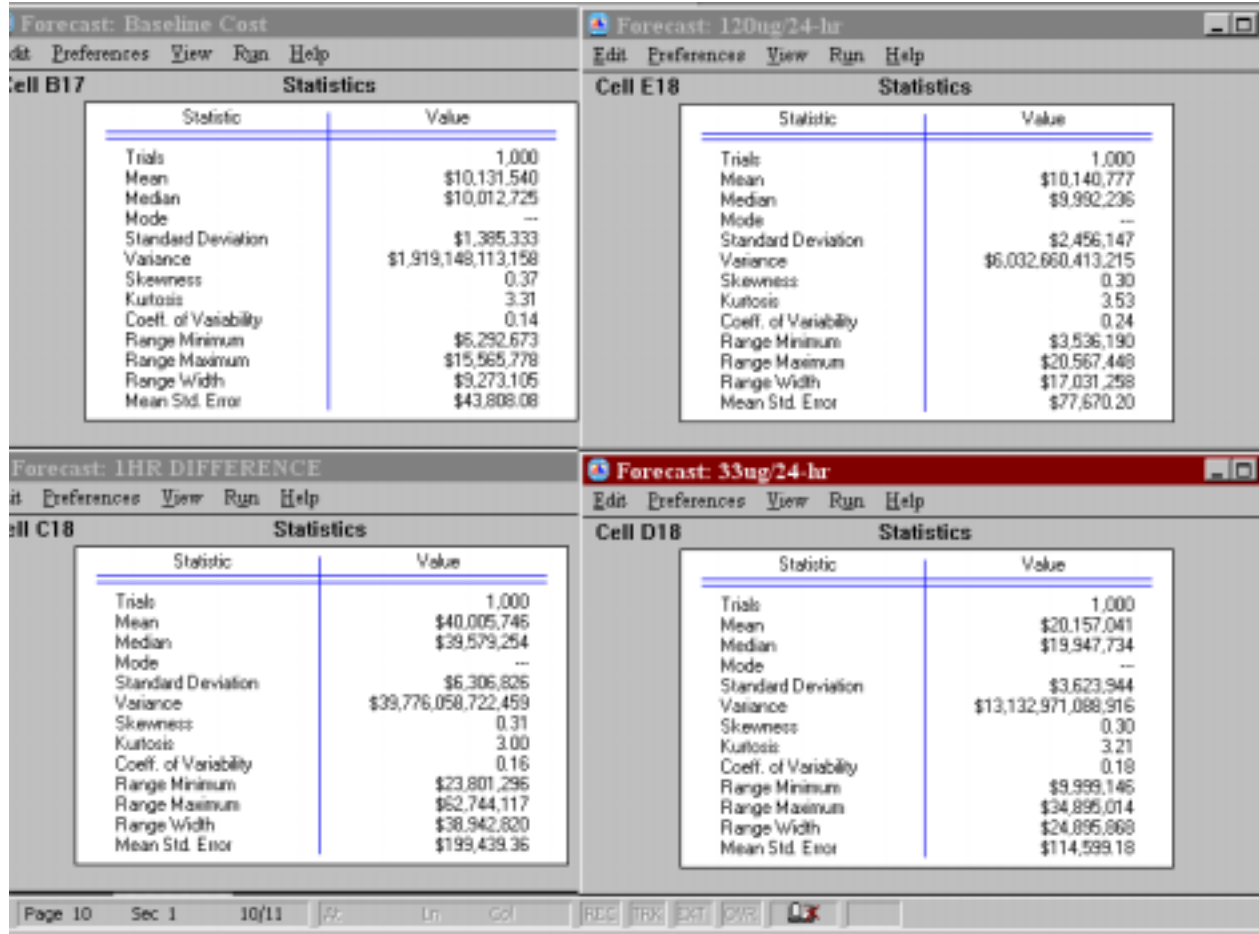 Forecast: Baseline Cost
dit Preferences View Run Help
Cell B17 Statistics
Statistic Value
Trials 1,000
Mean $10,131,540
Median $10,012,725
Mode ---
Standard Deviation $1,385,333
Variance $1,919,148,113,158
Skewness 0.37
Kurtosis 3.31
Coeff. of Variability 0.14
Range Minimum $6,292,673
Range Maximum $15,565,778
Range Width $9,273,105
Mean Std. Error $43,808.08
Forecast: 120ug/24-hr
Edit Preferences View Run Help
Cell E18 Statistics
Statistic Value
Trials 1,000
Mean $10,140,777
Median $9,992,236
Mode ---
Standard Deviation $2,456,147
Variance $6,032,660,413,215
Skewness 0.30
Kurtosis 3.53
Coeff. of Variability 0.24
Range Minimum $3,536,190
Range Maximum $20,567,448
Range Width $17,031,258
Mean Std. Error $77,670.20
Forecast: 1HR DIFFERENCE
it Preferences View Run Help
ell C18 Statistics
Statistic Value
Trials 1,000
Mean $40,005,746
Median $39,579,254
Mode ---
Standard Deviation $6,306,826
Variance $39,776,058,722,459
Skewness 0.31
Kurtosis 3.00
Coeff. of Variability 0.16
Range Minimum $23,801,296
Range Maximum $62,744,117
Range Width $38,942,820
Mean Std. Error $199,439.36
Forecast: 33ug/24-hr
Edit Preferences View Run Help
Cell D18 Statistics
Statistic Value
Trials 1,000
Mean $20,157,041
Median $19,947,734
Mode ---
Standard Deviation $3,623,944
Variance $13,132,971,088,916
Skewness 0.30
Kurtosis 3.21
Coeff. of Variability 0.18
Range Minimum $9,999,146
Range Maximum $34,895,014
Range Width $24,895,868
Mean Std. Error $114,599.18
Page 10 Sec 1 10/11 At Ln Col REC TRK EXT OVR